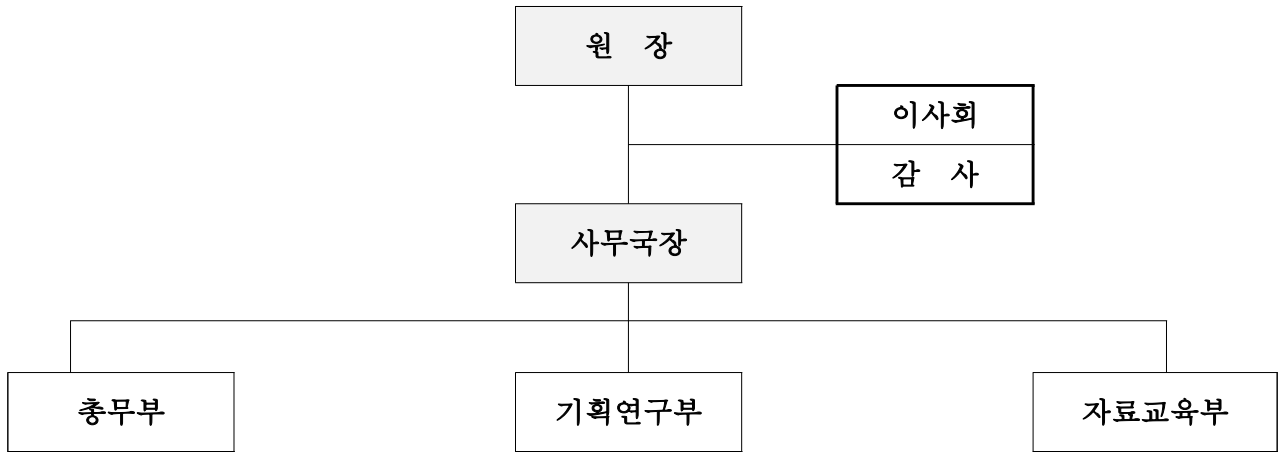 원 장
이사회
감 사
사무국장
총무부
기획연구부
자료교육부